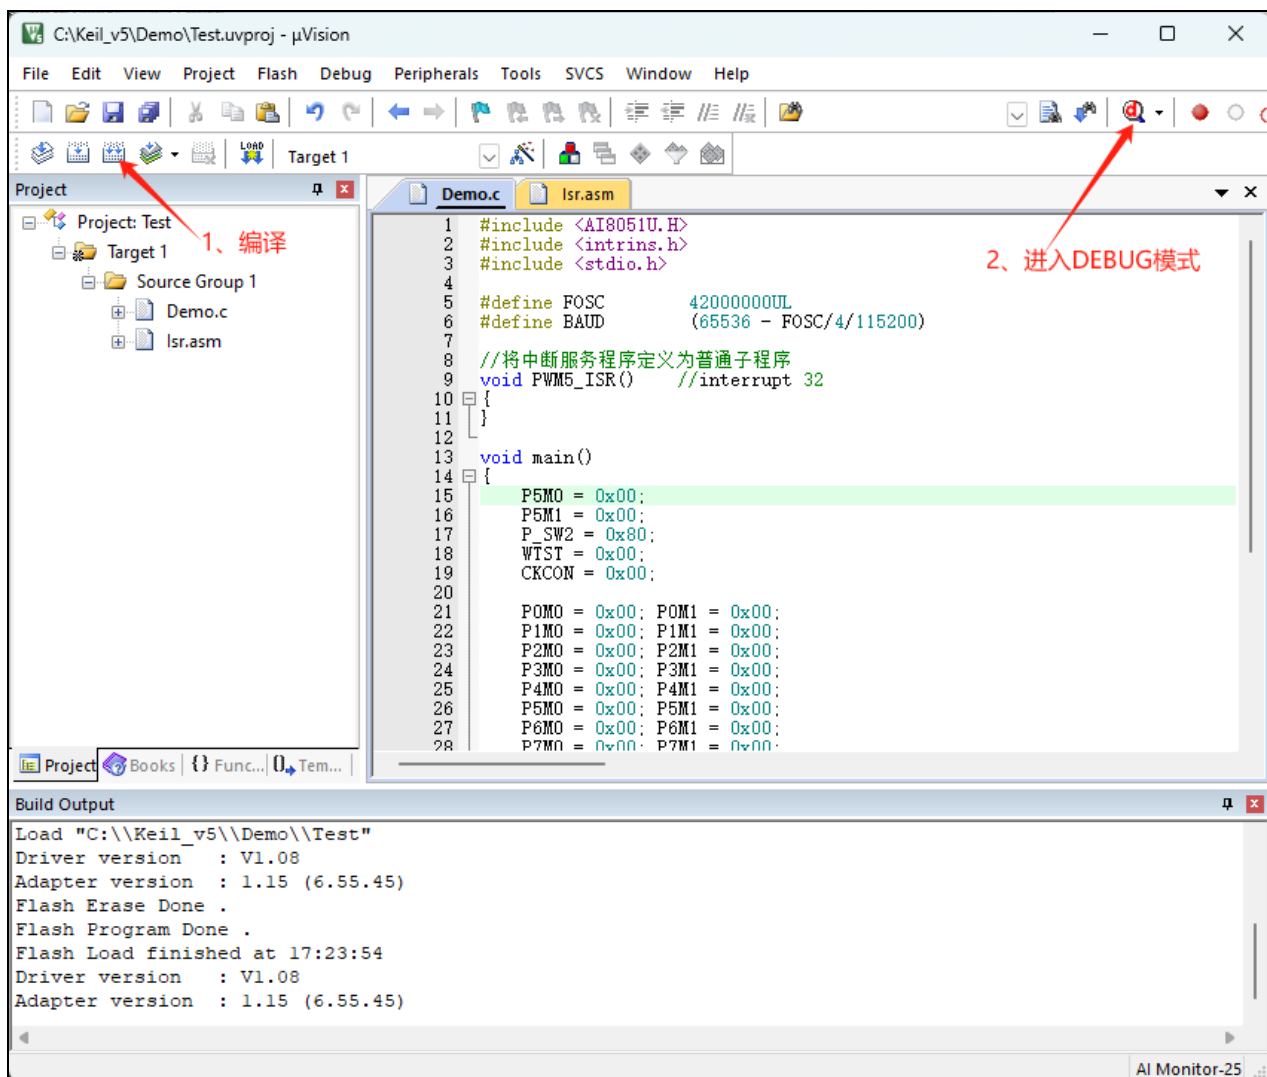 C:\Keil_v5\Demo\Test.uvproj - µVision
File Edit View Project Flash Debug Peripherals Tools SVCS Window Help
LOAD
Target 1
Project
Project: Test
Target 1
Source Group 1
Demo.c
Isr.asm
1、编译
2、进入DEBUG模式
Demo.c Isr.asm
1 #include <AI8051U.H>
2 #include <intrins.h>
3 #include <stdio.h>
4
5 #define FOSC 42000000UL
6 #define BAUD (65536 - FOSC/4/115200)
7
8 //将中断服务程序定义为普通子程序
9 void PWM5_ISR() //interrupt 32
10 {
11 }
12
13 void main()
14 {
15 P5M0 = 0x00;
16 P5M1 = 0x00;
17 P_SW2 = 0x80;
18 WTST = 0x00;
19 CKCON = 0x00;
20
21 P0M0 = 0x00; P0M1 = 0x00;
22 P1M0 = 0x00; P1M1 = 0x00;
23 P2M0 = 0x00; P2M1 = 0x00;
24 P3M0 = 0x00; P3M1 = 0x00;
25 P4M0 = 0x00; P4M1 = 0x00;
26 P5M0 = 0x00; P5M1 = 0x00;
27 P6M0 = 0x00; P6M1 = 0x00;
28 P7M0 = 0x00; P7M1 = 0x00;
Project Books {} Func... Tem...
Build Output
Load "C:\\Keil_v5\\Demo\\Test"
Driver version : V1.08
Adapter version : 1.15 (6.55.45)
Flash Erase Done .
Flash Program Done .
Flash Load finished at 17:23:54
Driver version : V1.08
Adapter version : 1.15 (6.55.45)
AI Monitor-25